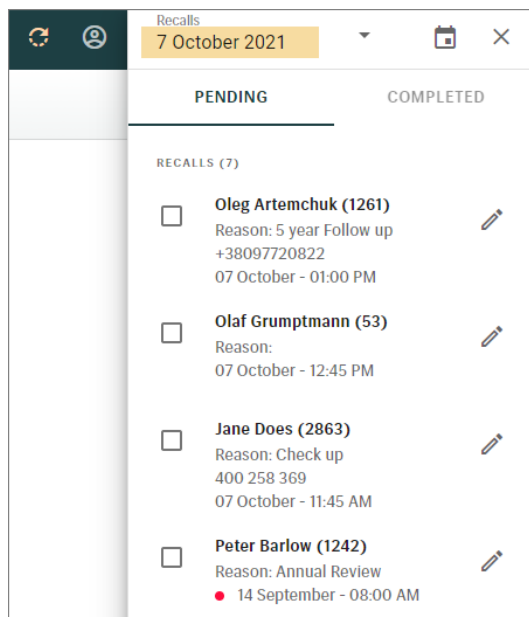 Recalls
7 October 2021
PENDING COMPLETED
RECALLS (7)
Oleg Artemchuk (1261)
Reason: 5 year Follow up
+38097720822
07 October - 01:00 PM
Olaf Grumptmann (53)
Reason:
07 October - 12:45 PM
Jane Does (2863)
Reason: Check up
400 258 369
07 October - 11:45 AM
Peter Barlow (1242)
Reason: Annual Review
14 September - 08:00 AM